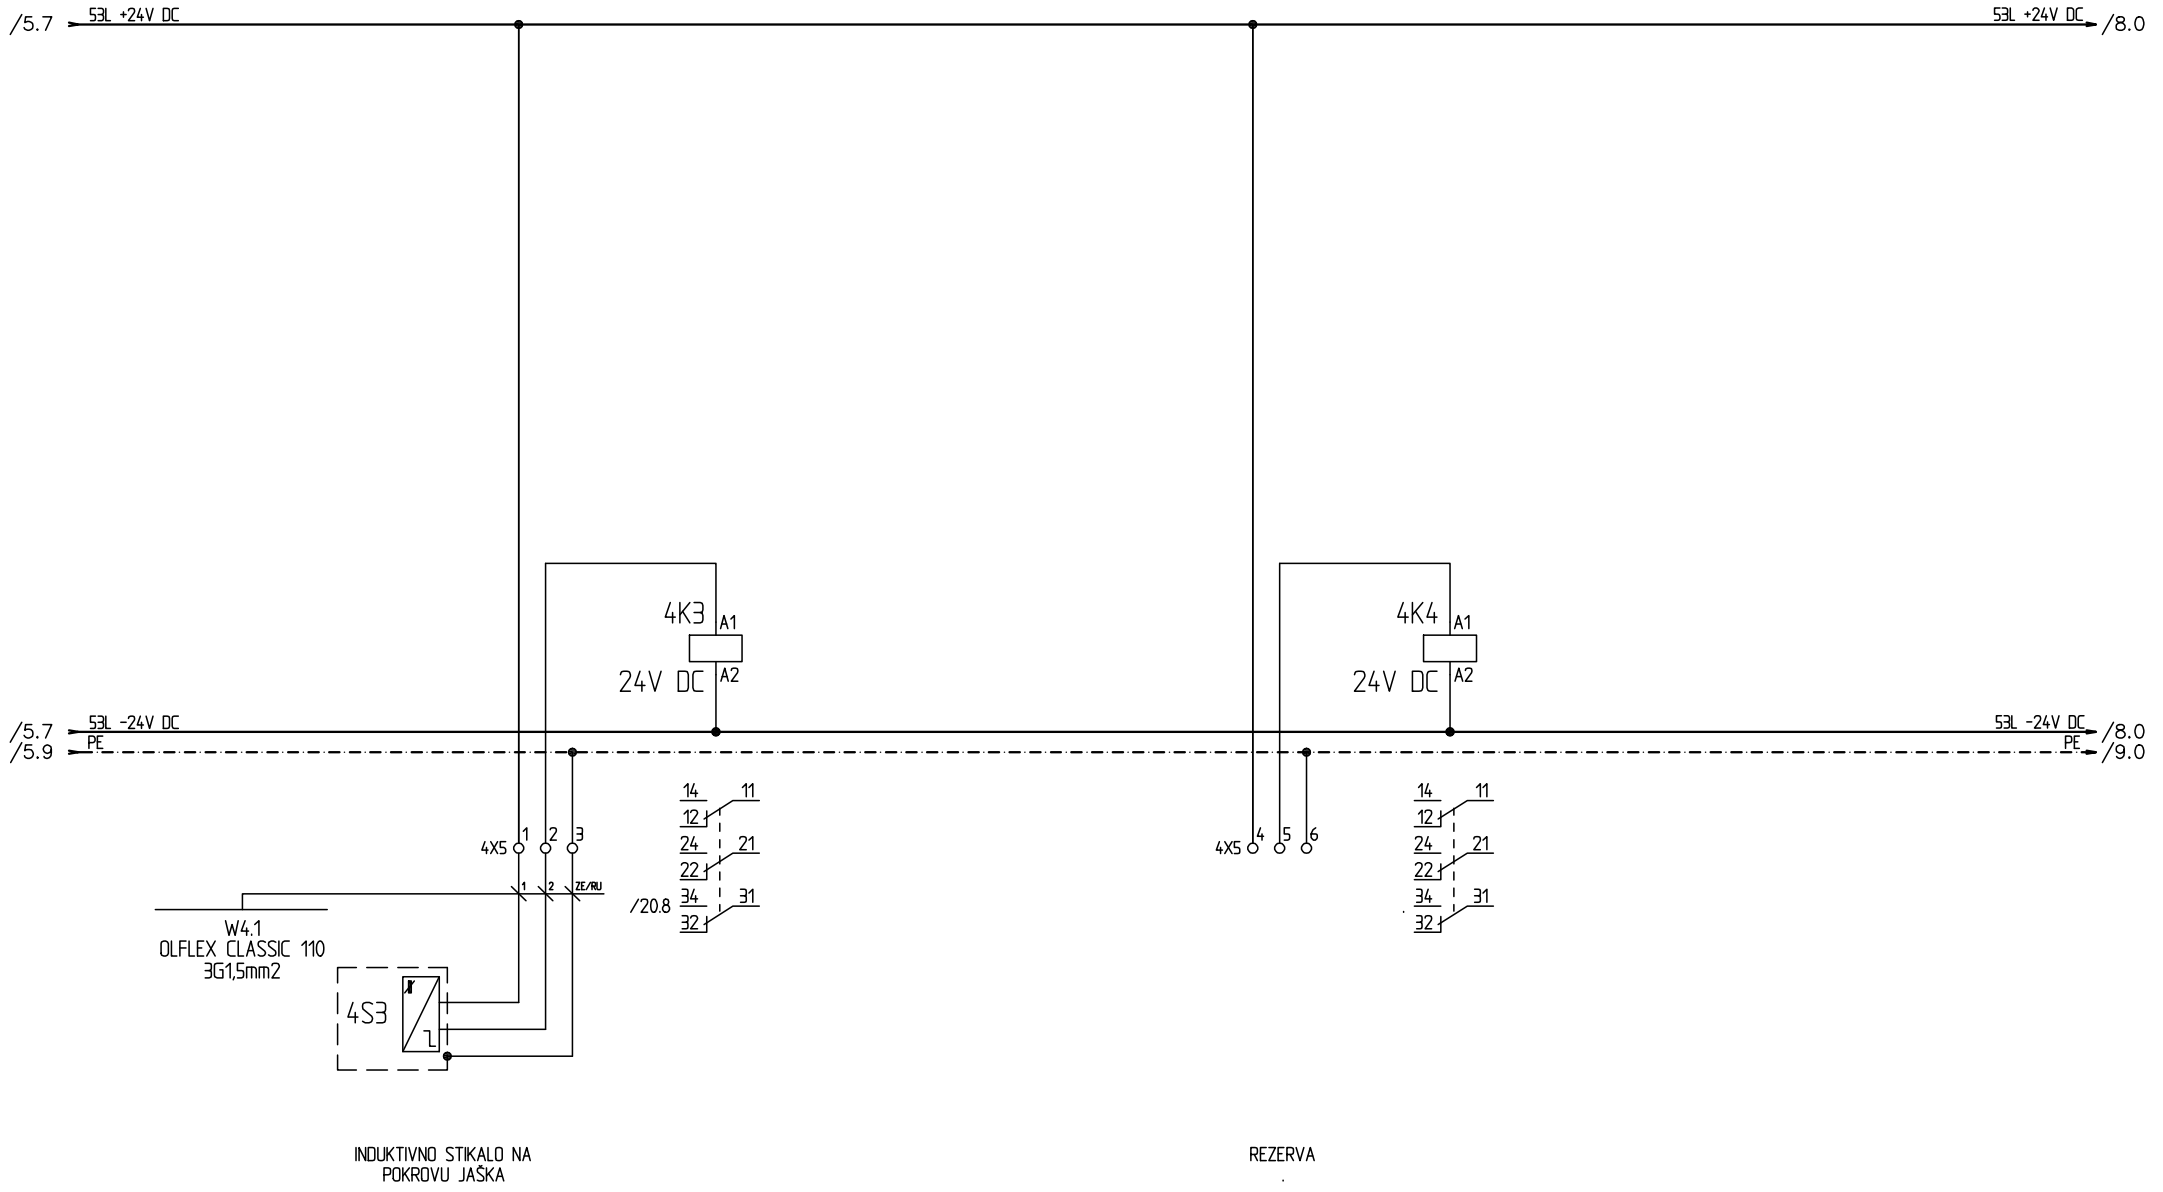 /5.7 53L +24V DC 53L +24V DC /8.0
4K3 A1 4K4 A1
24V DC A2 24V DC A2
/5.7 53L -24V DC 53L -24V DC /8.0
/5.9 PE PE /9.0
14 11 14 11
12 12
4X5 1 2 3 4X5 4 5 6
24 21 24 21
22 22
1 2 ZE/RU
/20.8 34 31 34 31
32 32
W4.1
OLFLEX CLASSIC 110
3G1,5mm2
4S3
INDUKTIVNO STIKALO NA
POKROVU JAŠKA
REZERVA